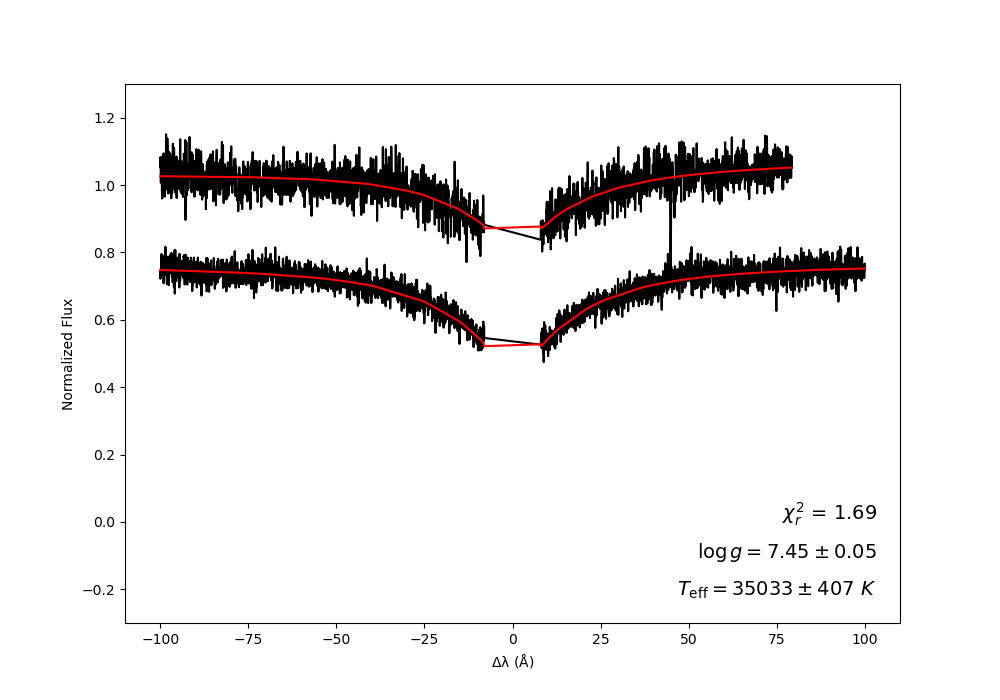 1.2
1.0
0.8
0.6
0.4
0.2
0.0
−0.2
Normalized Flux
χ²ᵣ = 1.69
log g = 7.45 ± 0.05
T_eff = 35033 ± 407 K
−100 −75 −50 −25 0 25 50 75 100
Δλ (Å)